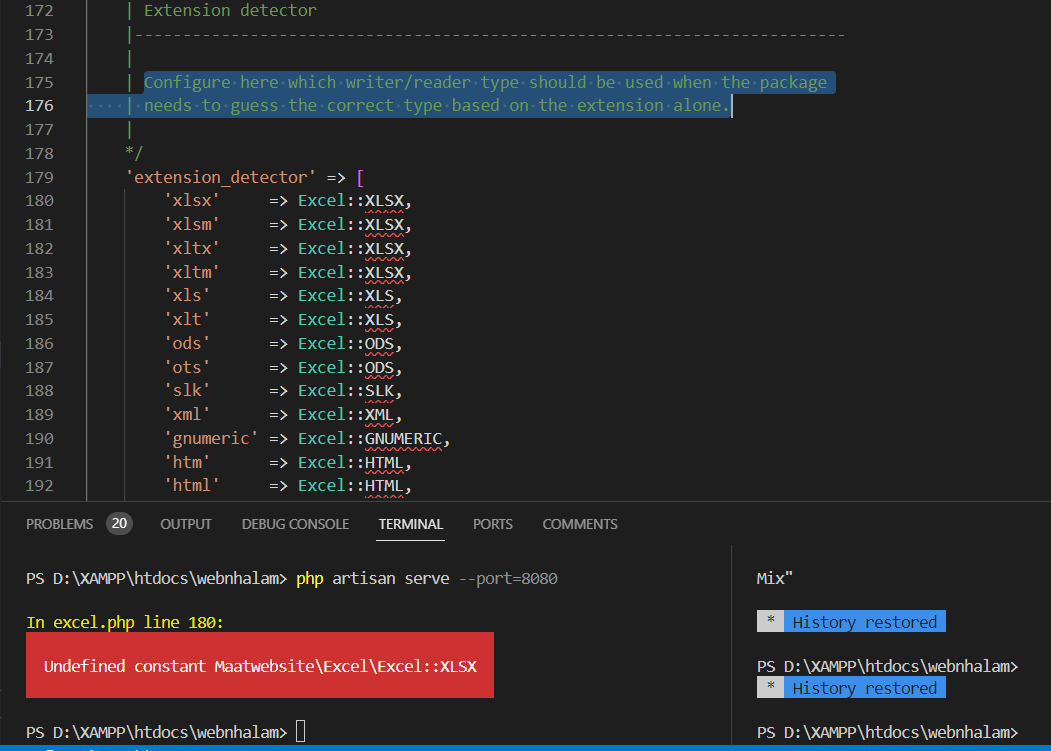 172 | Extension detector
173 |--------------------------------------------------------------------------
174 |
175 | Configure here which writer/reader type should be used when the package
176 | needs to guess the correct type based on the extension alone.
177 |
178 */
179 'extension_detector' => [
180 'xlsx' => Excel::XLSX,
181 'xlsm' => Excel::XLSX,
182 'xltx' => Excel::XLSX,
183 'xltm' => Excel::XLSX,
184 'xls' => Excel::XLS,
185 'xlt' => Excel::XLS,
186 'ods' => Excel::ODS,
187 'ots' => Excel::ODS,
188 'slk' => Excel::SLK,
189 'xml' => Excel::XML,
190 'gnumeric' => Excel::GNUMERIC,
191 'htm' => Excel::HTML,
192 'html' => Excel::HTML,
PROBLEMS 20 OUTPUT DEBUG CONSOLE TERMINAL PORTS COMMENTS
PS D:\XAMPP\htdocs\webnhalam> php artisan serve --port=8080
In excel.php line 180:
Undefined constant Maatwebsite\Excel\Excel::XLSX
PS D:\XAMPP\htdocs\webnhalam>
Mix"
* History restored
PS D:\XAMPP\htdocs\webnhalam>
* History restored
PS D:\XAMPP\htdocs\webnhalam>